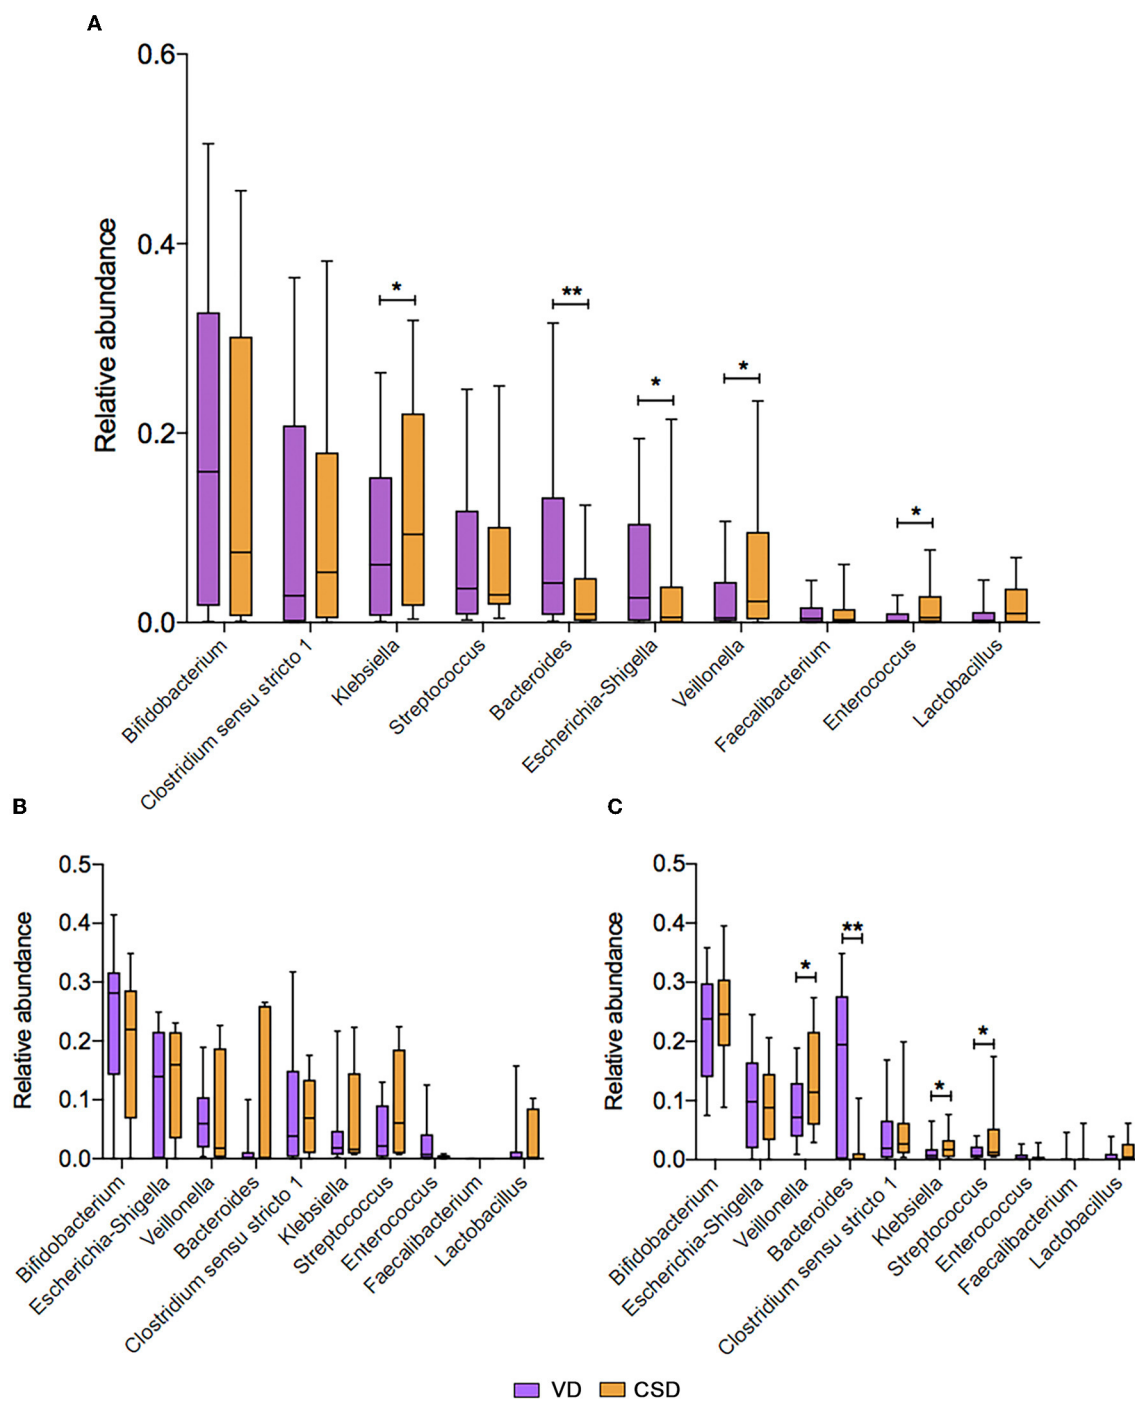 A
0.6
0.4
0.2
0.0
Relative abundance
*
**
*
*
*
Bifidobacterium
Clostridium sensu stricto 1
Klebsiella
Streptococcus
Bacteroides
Escherichia-Shigella
Veillonella
Faecalibacterium
Enterococcus
Lactobacillus
B
0.5
0.4
0.3
0.2
0.1
0.0
Relative abundance
Bifidobacterium
Escherichia-Shigella
Veillonella
Bacteroides
Clostridium sensu stricto 1
Klebsiella
Streptococcus
Enterococcus
Faecalibacterium
Lactobacillus
C
0.5
0.4
0.3
0.2
0.1
0.0
Relative abundance
*
**
*
*
Bifidobacterium
Escherichia-Shigella
Veillonella
Bacteroides
Clostridium sensu stricto 1
Klebsiella
Streptococcus
Enterococcus
Faecalibacterium
Lactobacillus
VD CSD